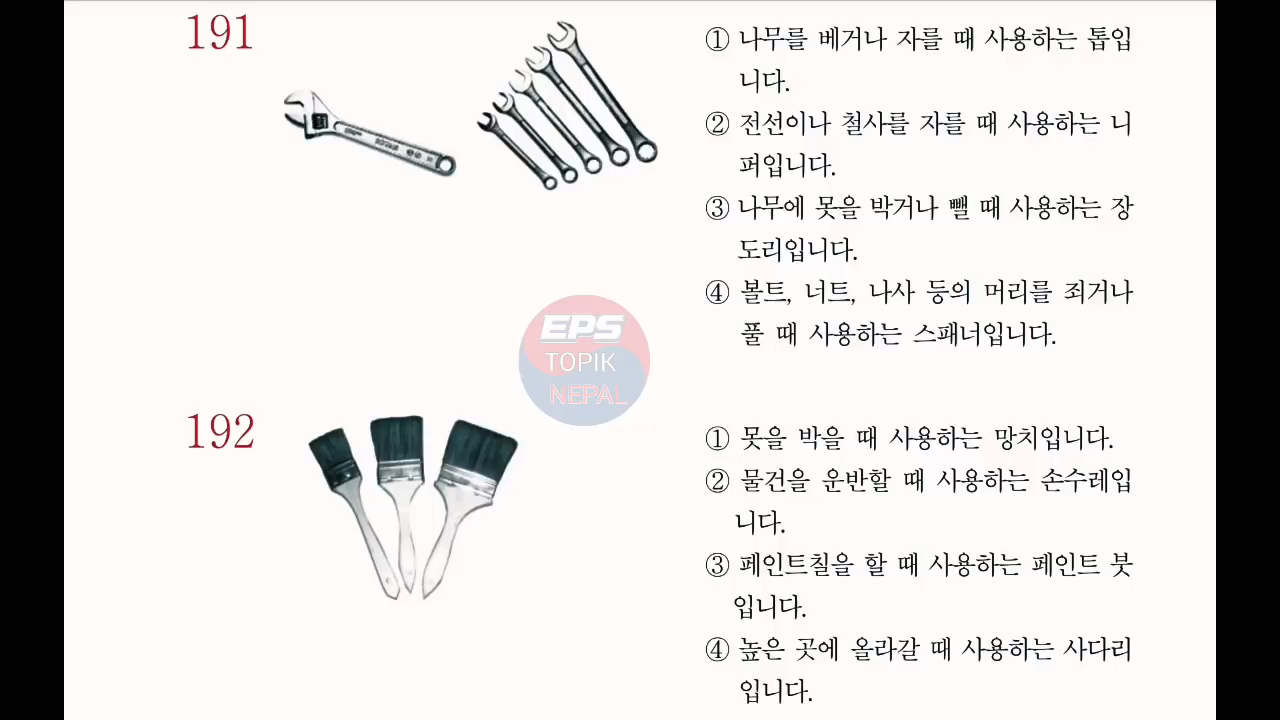 191
① 나무를 베거나 자를 때 사용하는 톱입
니다.
② 전선이나 철사를 자를 때 사용하는 니
퍼입니다.
③ 나무에 못을 박거나 뺄 때 사용하는 장
도리입니다.
④ 볼트, 너트, 나사 등의 머리를 죄거나
풀 때 사용하는 스패너입니다.
EPS
TOPIK
NEPAL
192
① 못을 박을 때 사용하는 망치입니다.
② 물건을 운반할 때 사용하는 손수레입
니다.
③ 페인트칠을 할 때 사용하는 페인트 붓
입니다.
④ 높은 곳에 올라갈 때 사용하는 사다리
입니다.